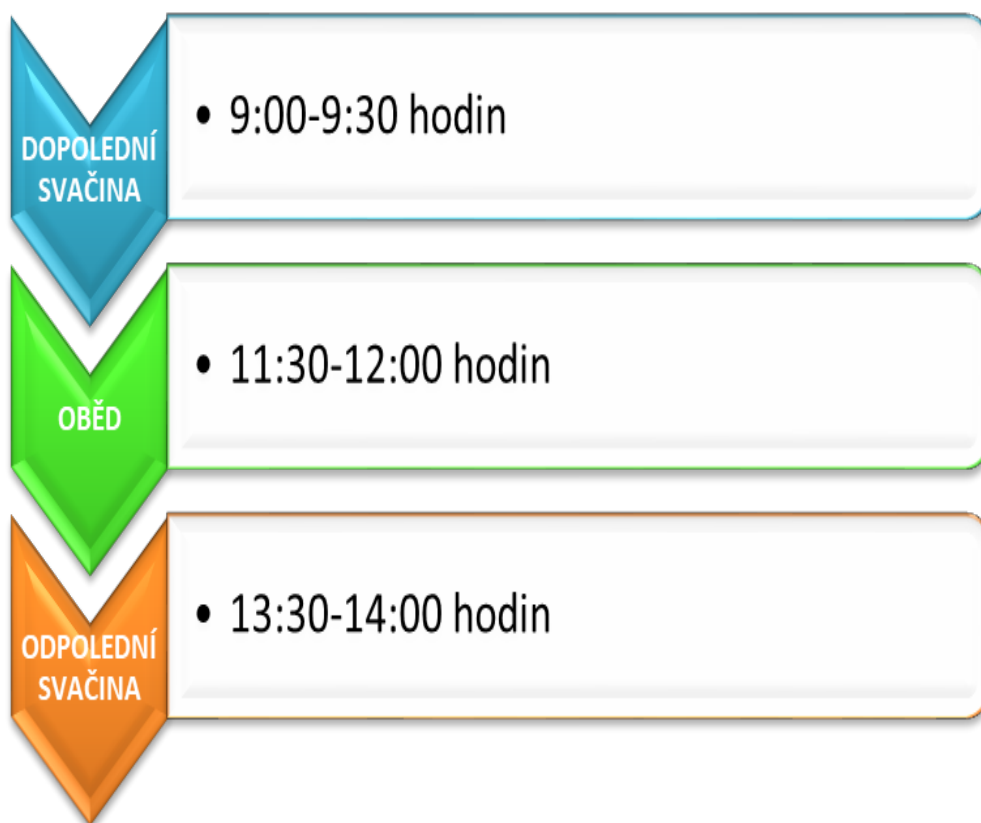 DOPOLEDNÍ
SVAČINA
• 9:00-9:30 hodin
OBĚD
• 11:30-12:00 hodin
ODPOLEDNÍ
SVAČINA
• 13:30-14:00 hodin